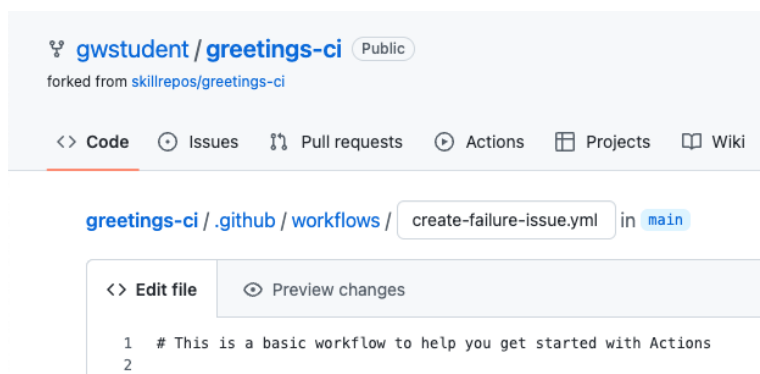 gwstudent / greetings-ci Public
forked from skillrepos/greetings-ci
<> Code Issues Pull requests Actions Projects Wiki
greetings-ci / .github / workflows / create-failure-issue.yml in main
<> Edit file Preview changes
1 # This is a basic workflow to help you get started with Actions
2